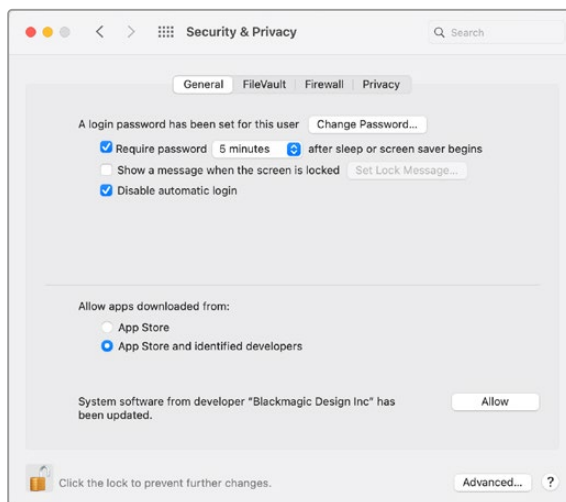 Security & Privacy
Search
General
FileVault
Firewall
Privacy
A login password has been set for this user
Change Password...
Require password
5 minutes
after sleep or screen saver begins
Show a message when the screen is locked
Set Lock Message...
Disable automatic login
Allow apps downloaded from:
App Store
App Store and identified developers
System software from developer "Blackmagic Design Inc" has
been updated.
Allow
Click the lock to prevent further changes.
Advanced...
?